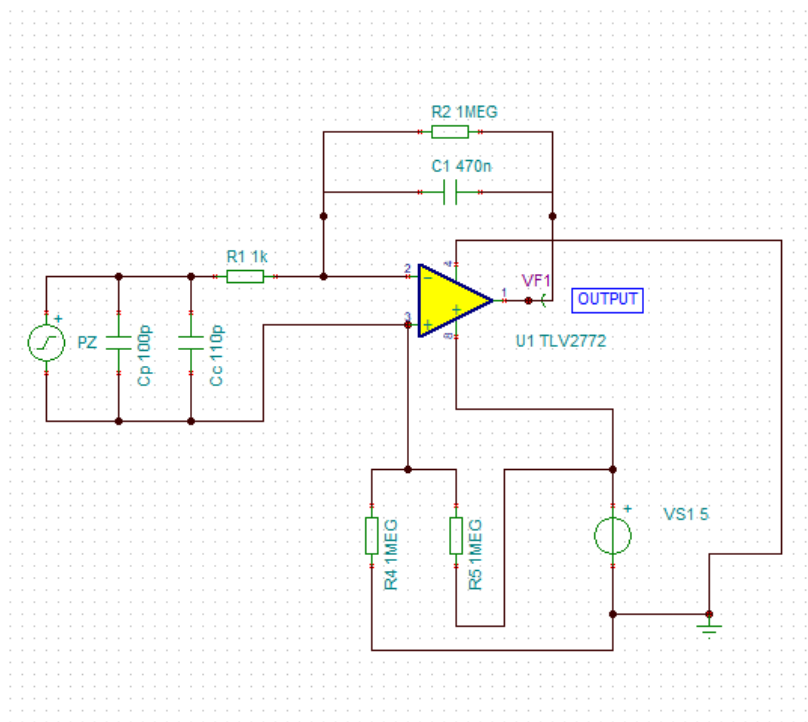 R2 1MEG
C1 470n
R1 1k
2
4
VF1
+
PZ
Cp 100p
Cc 110p
−
1
OUTPUT
3
+
+
8
U1 TLV2772
R4 1MEG
R5 1MEG
+
VS1 5